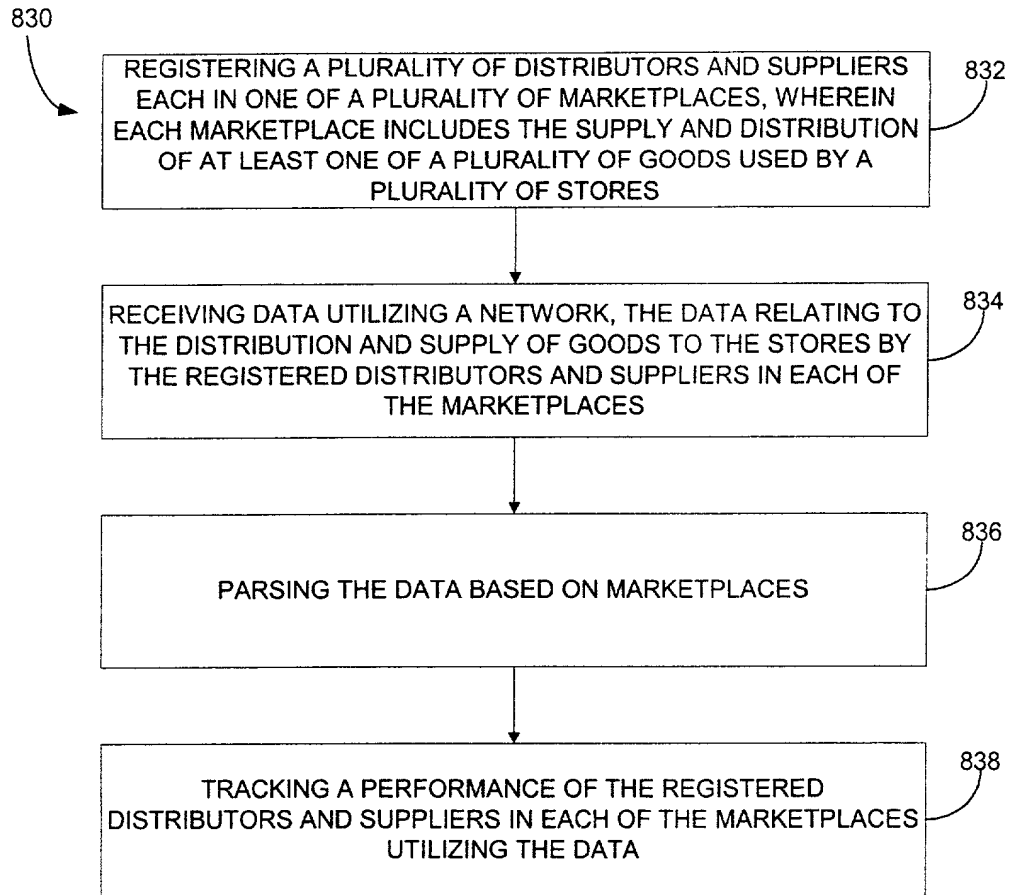 830
REGISTERING A PLURALITY OF DISTRIBUTORS AND SUPPLIERS
EACH IN ONE OF A PLURALITY OF MARKETPLACES, WHEREIN
EACH MARKETPLACE INCLUDES THE SUPPLY AND DISTRIBUTION
OF AT LEAST ONE OF A PLURALITY OF GOODS USED BY A
PLURALITY OF STORES
832
RECEIVING DATA UTILIZING A NETWORK, THE DATA RELATING TO
THE DISTRIBUTION AND SUPPLY OF GOODS TO THE STORES BY
THE REGISTERED DISTRIBUTORS AND SUPPLIERS IN EACH OF
THE MARKETPLACES
834
PARSING THE DATA BASED ON MARKETPLACES
836
TRACKING A PERFORMANCE OF THE REGISTERED
DISTRIBUTORS AND SUPPLIERS IN EACH OF THE MARKETPLACES
UTILIZING THE DATA
838